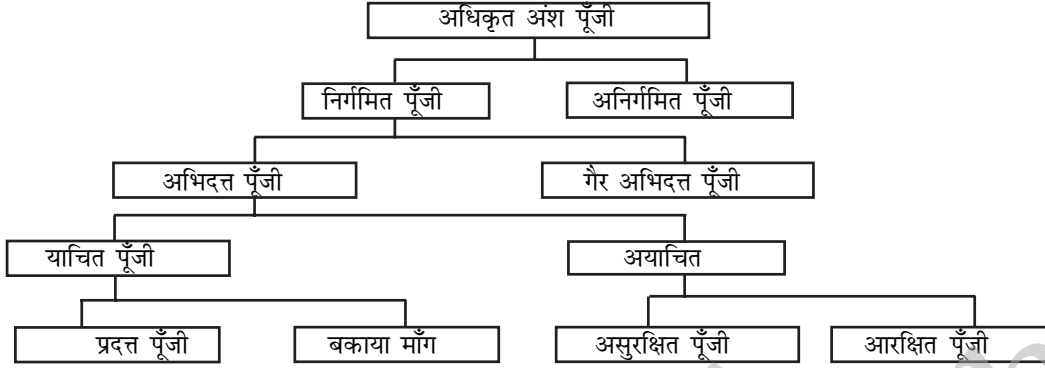 अधिकृत अंश पूँजी
निर्गमित पूँजी
अनिर्गमित पूँजी
अभिदत्त पूँजी
गैर अभिदत्त पूँजी
याचित पूँजी
अयाचित
प्रदत्त पूँजी
बकाया माँग
असुरक्षित पूँजी
आरक्षित पूँजी